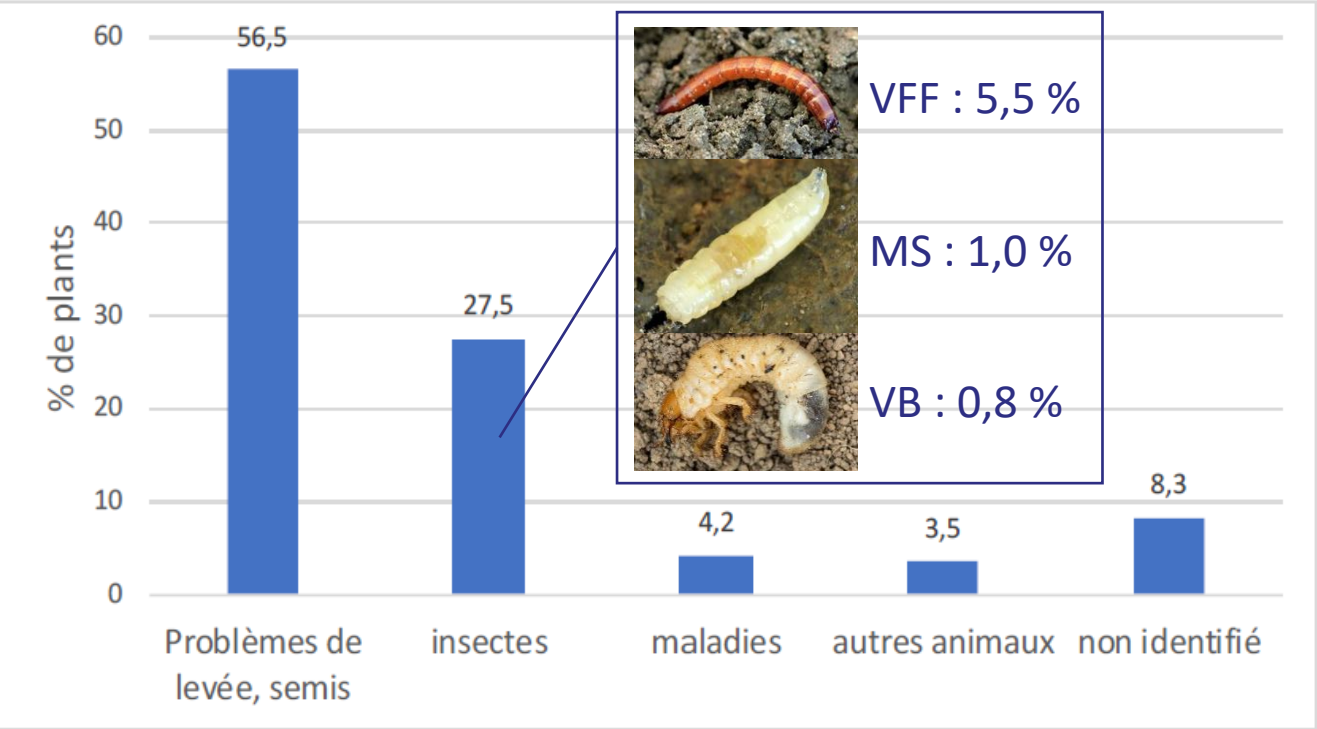 % de plants
60
50
40
30
20
10
0
56,5
27,5
4,2
3,5
8,3
VFF : 5,5 %
MS : 1,0 %
VB : 0,8 %
Problèmes de
levée, semis
insectes
maladies
autres animaux
non identifié